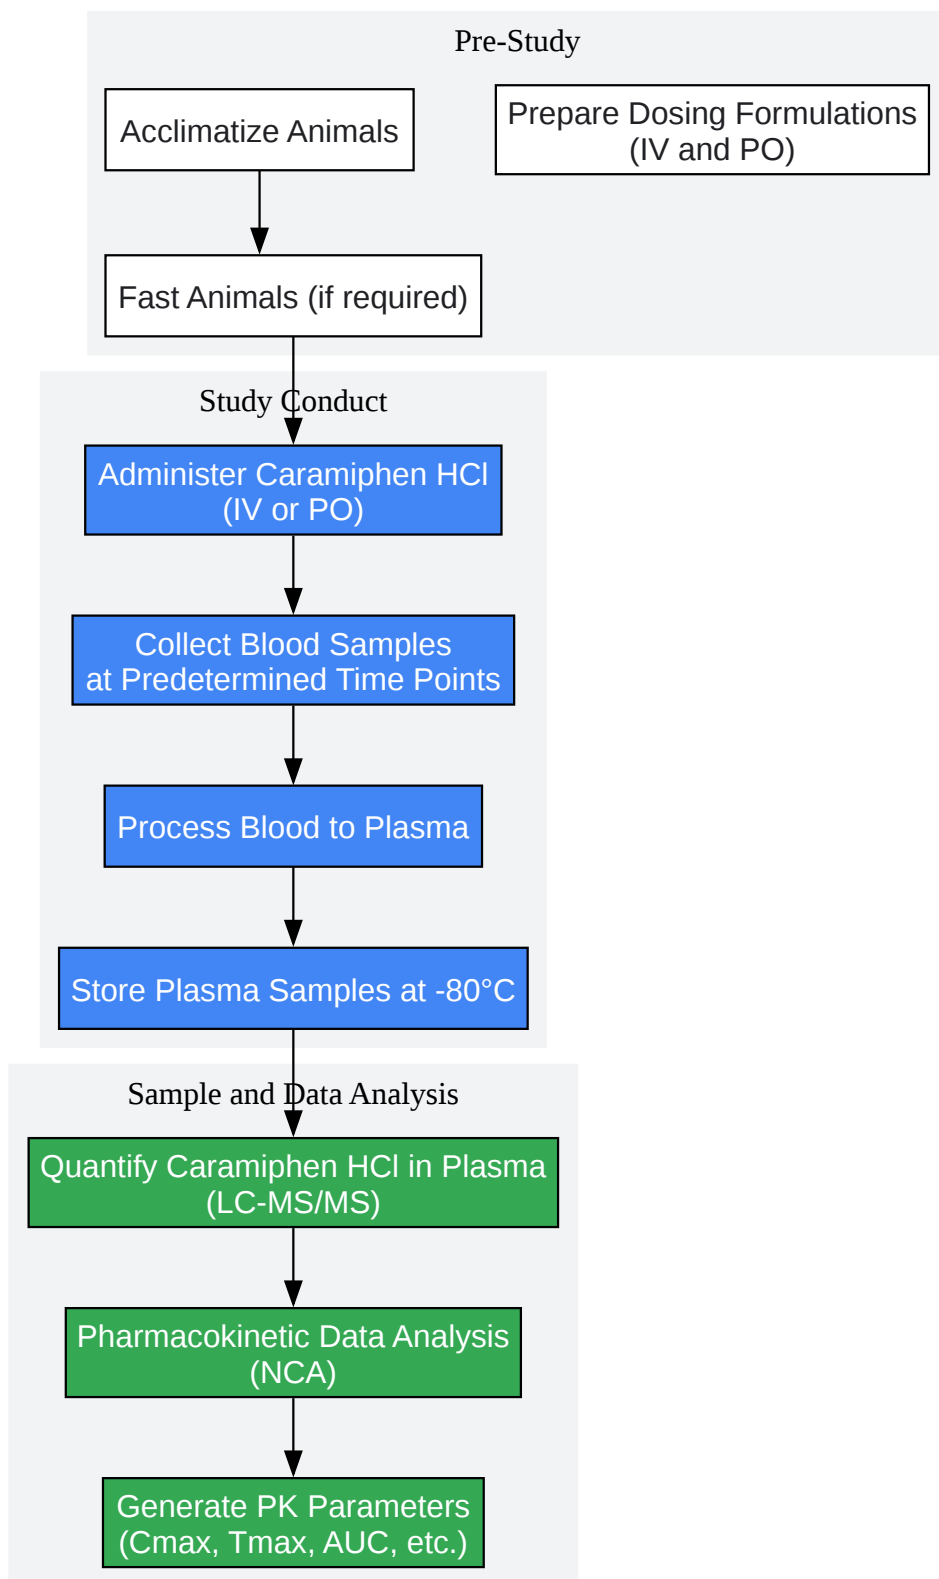 Pre-Study
Acclimatize Animals
Prepare Dosing Formulations
(IV and PO)
Fast Animals (if required)
Study Conduct
Administer Caramiphen HCl
(IV or PO)
Collect Blood Samples
at Predetermined Time Points
Process Blood to Plasma
Store Plasma Samples at -80°C
Sample and Data Analysis
Quantify Caramiphen HCl in Plasma
(LC-MS/MS)
Pharmacokinetic Data Analysis
(NCA)
Generate PK Parameters
(Cmax, Tmax, AUC, etc.)